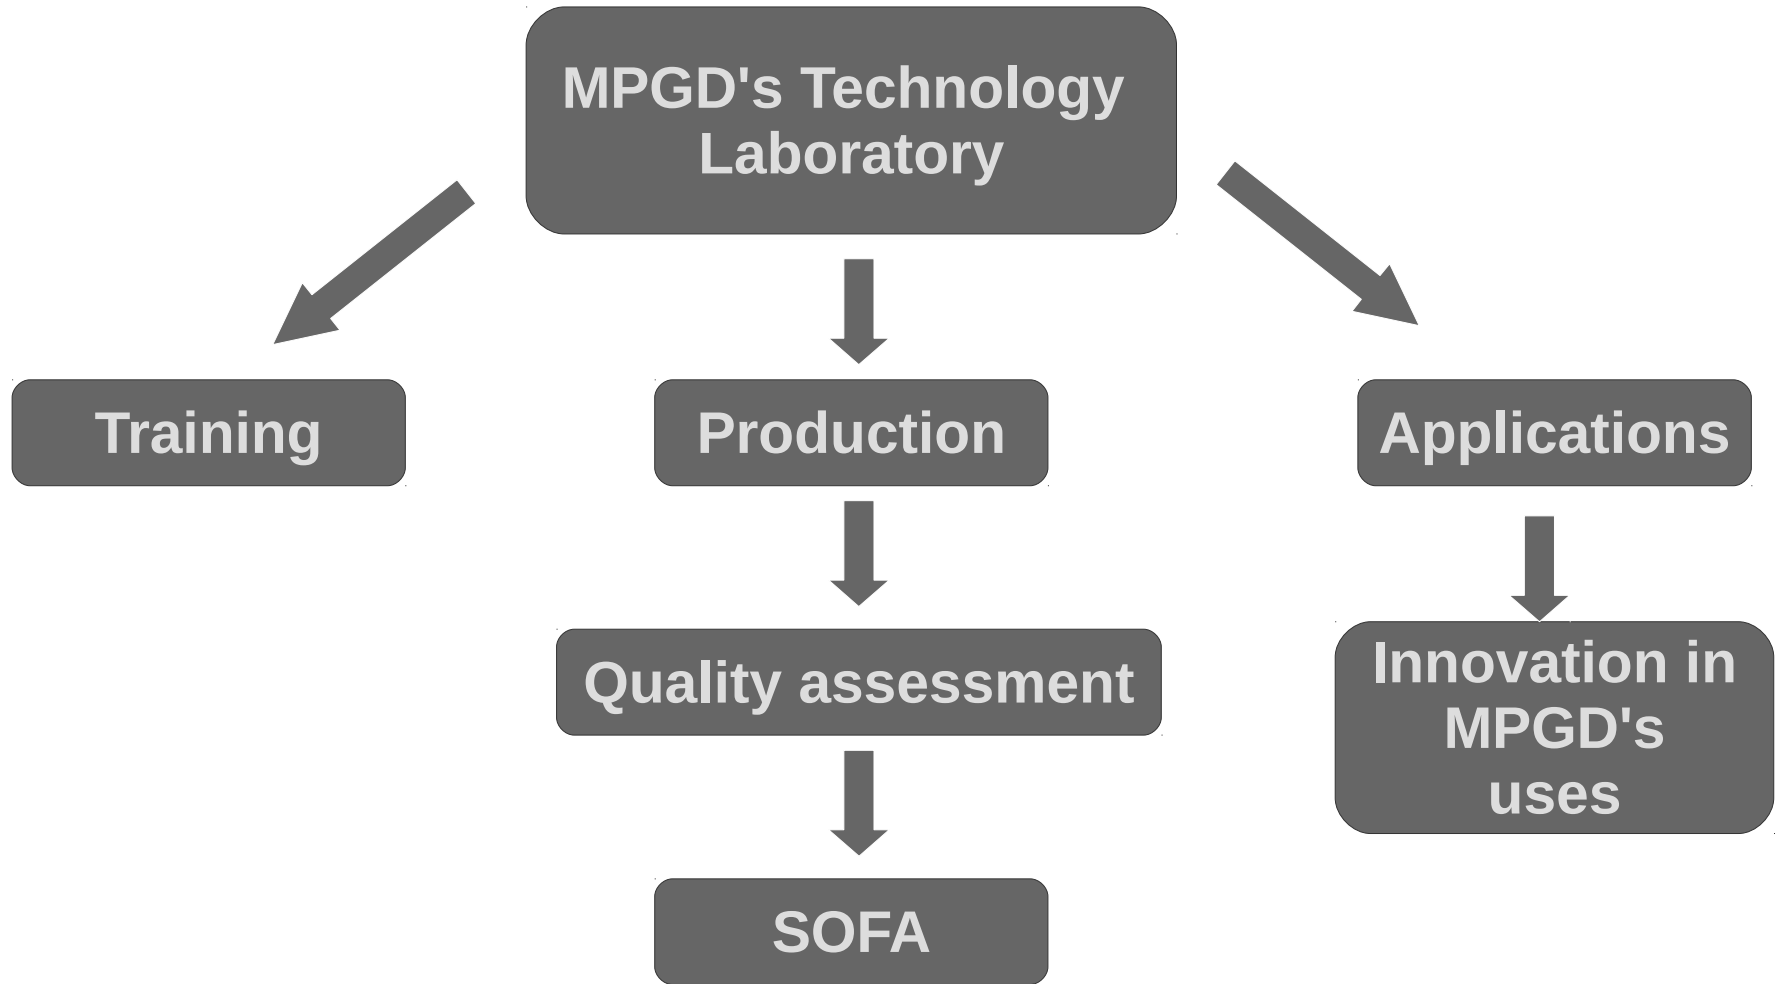 MPGD's Technology
Laboratory
Training
Production
Applications
Quality assessment
Innovation in
MPGD's
uses
SOFA